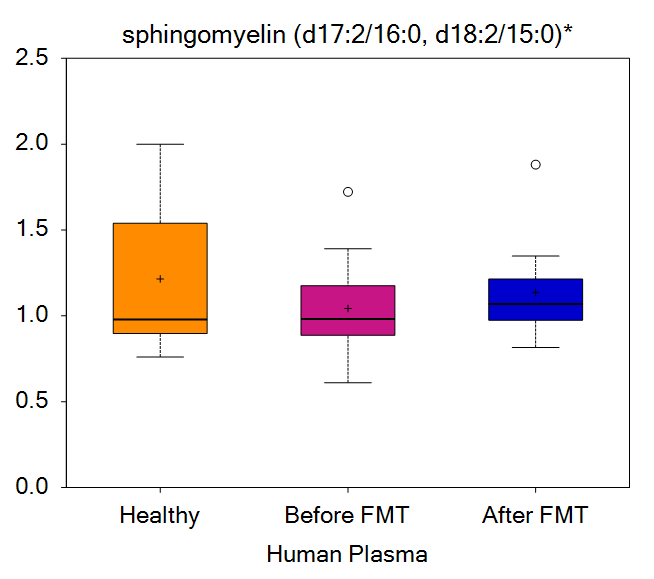 sphingomyelin (d17:2/16:0, d18:2/15:0)*
2.5
2.0
1.5
1.0
0.5
0.0
Healthy Before FMT After FMT
Human Plasma